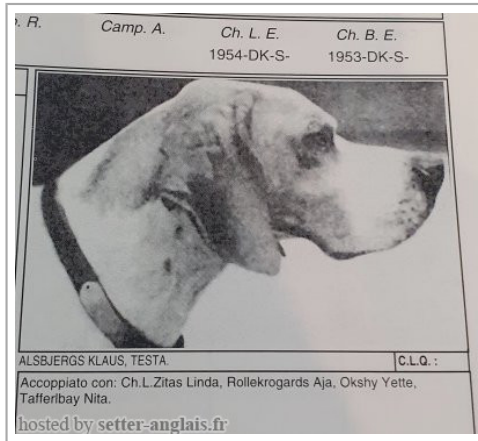 . R.
Camp. A.
Ch. L. E.
Ch. B. E.
1954-DK-S-
1953-DK-S-
ALSBJERGS KLAUS, TESTA.
C.L.Q. :
Accoppiato con: Ch.L.Zitas Linda, Rollekrogards Aja, Okshy Yette,
Tafferlbay Nita.
hosted by setter-anglais.fr